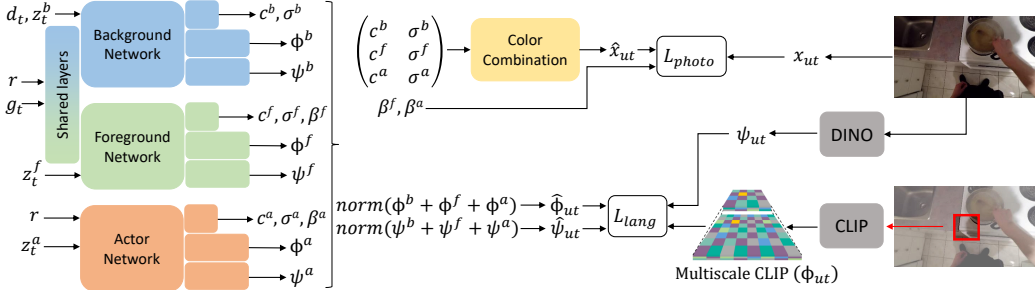 d_t, z_t^b
Background Network
c^b, σ^b
ϕ^b
ψ^b
r
g_t
Shared layers
Foreground Network
c^f, σ^f, β^f
ϕ^f
ψ^f
z_t^f
r
z_t^a
Actor Network
c^a, σ^a, β^a
ϕ^a
ψ^a
c^b σ^b
c^f σ^f
c^a σ^a
Color Combination
x̂_ut
β^f, β^a
L_photo
x_ut
ψ_ut
DINO
norm(ϕ^b + ϕ^f + ϕ^a)
ϕ̂_ut
norm(ψ^b + ψ^f + ψ^a)
ψ̂_ut
L_lang
CLIP
Multiscale CLIP (ϕ_ut)